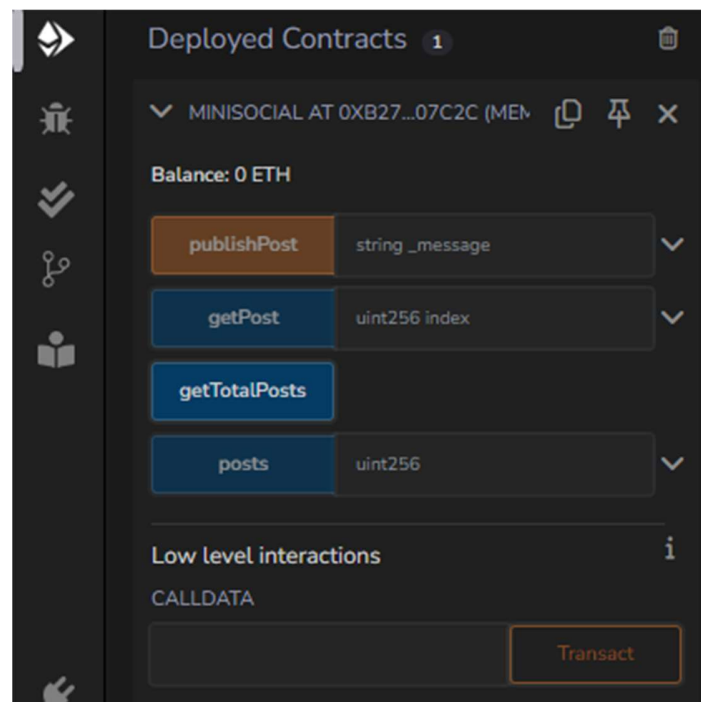 Deployed Contracts 1
MINISOCIAL AT 0XB27...07C2C (MEM
Balance: 0 ETH
publishPost string _message
getPost uint256 index
getTotalPosts
posts uint256
Low level interactions
i
CALLDATA
Transact